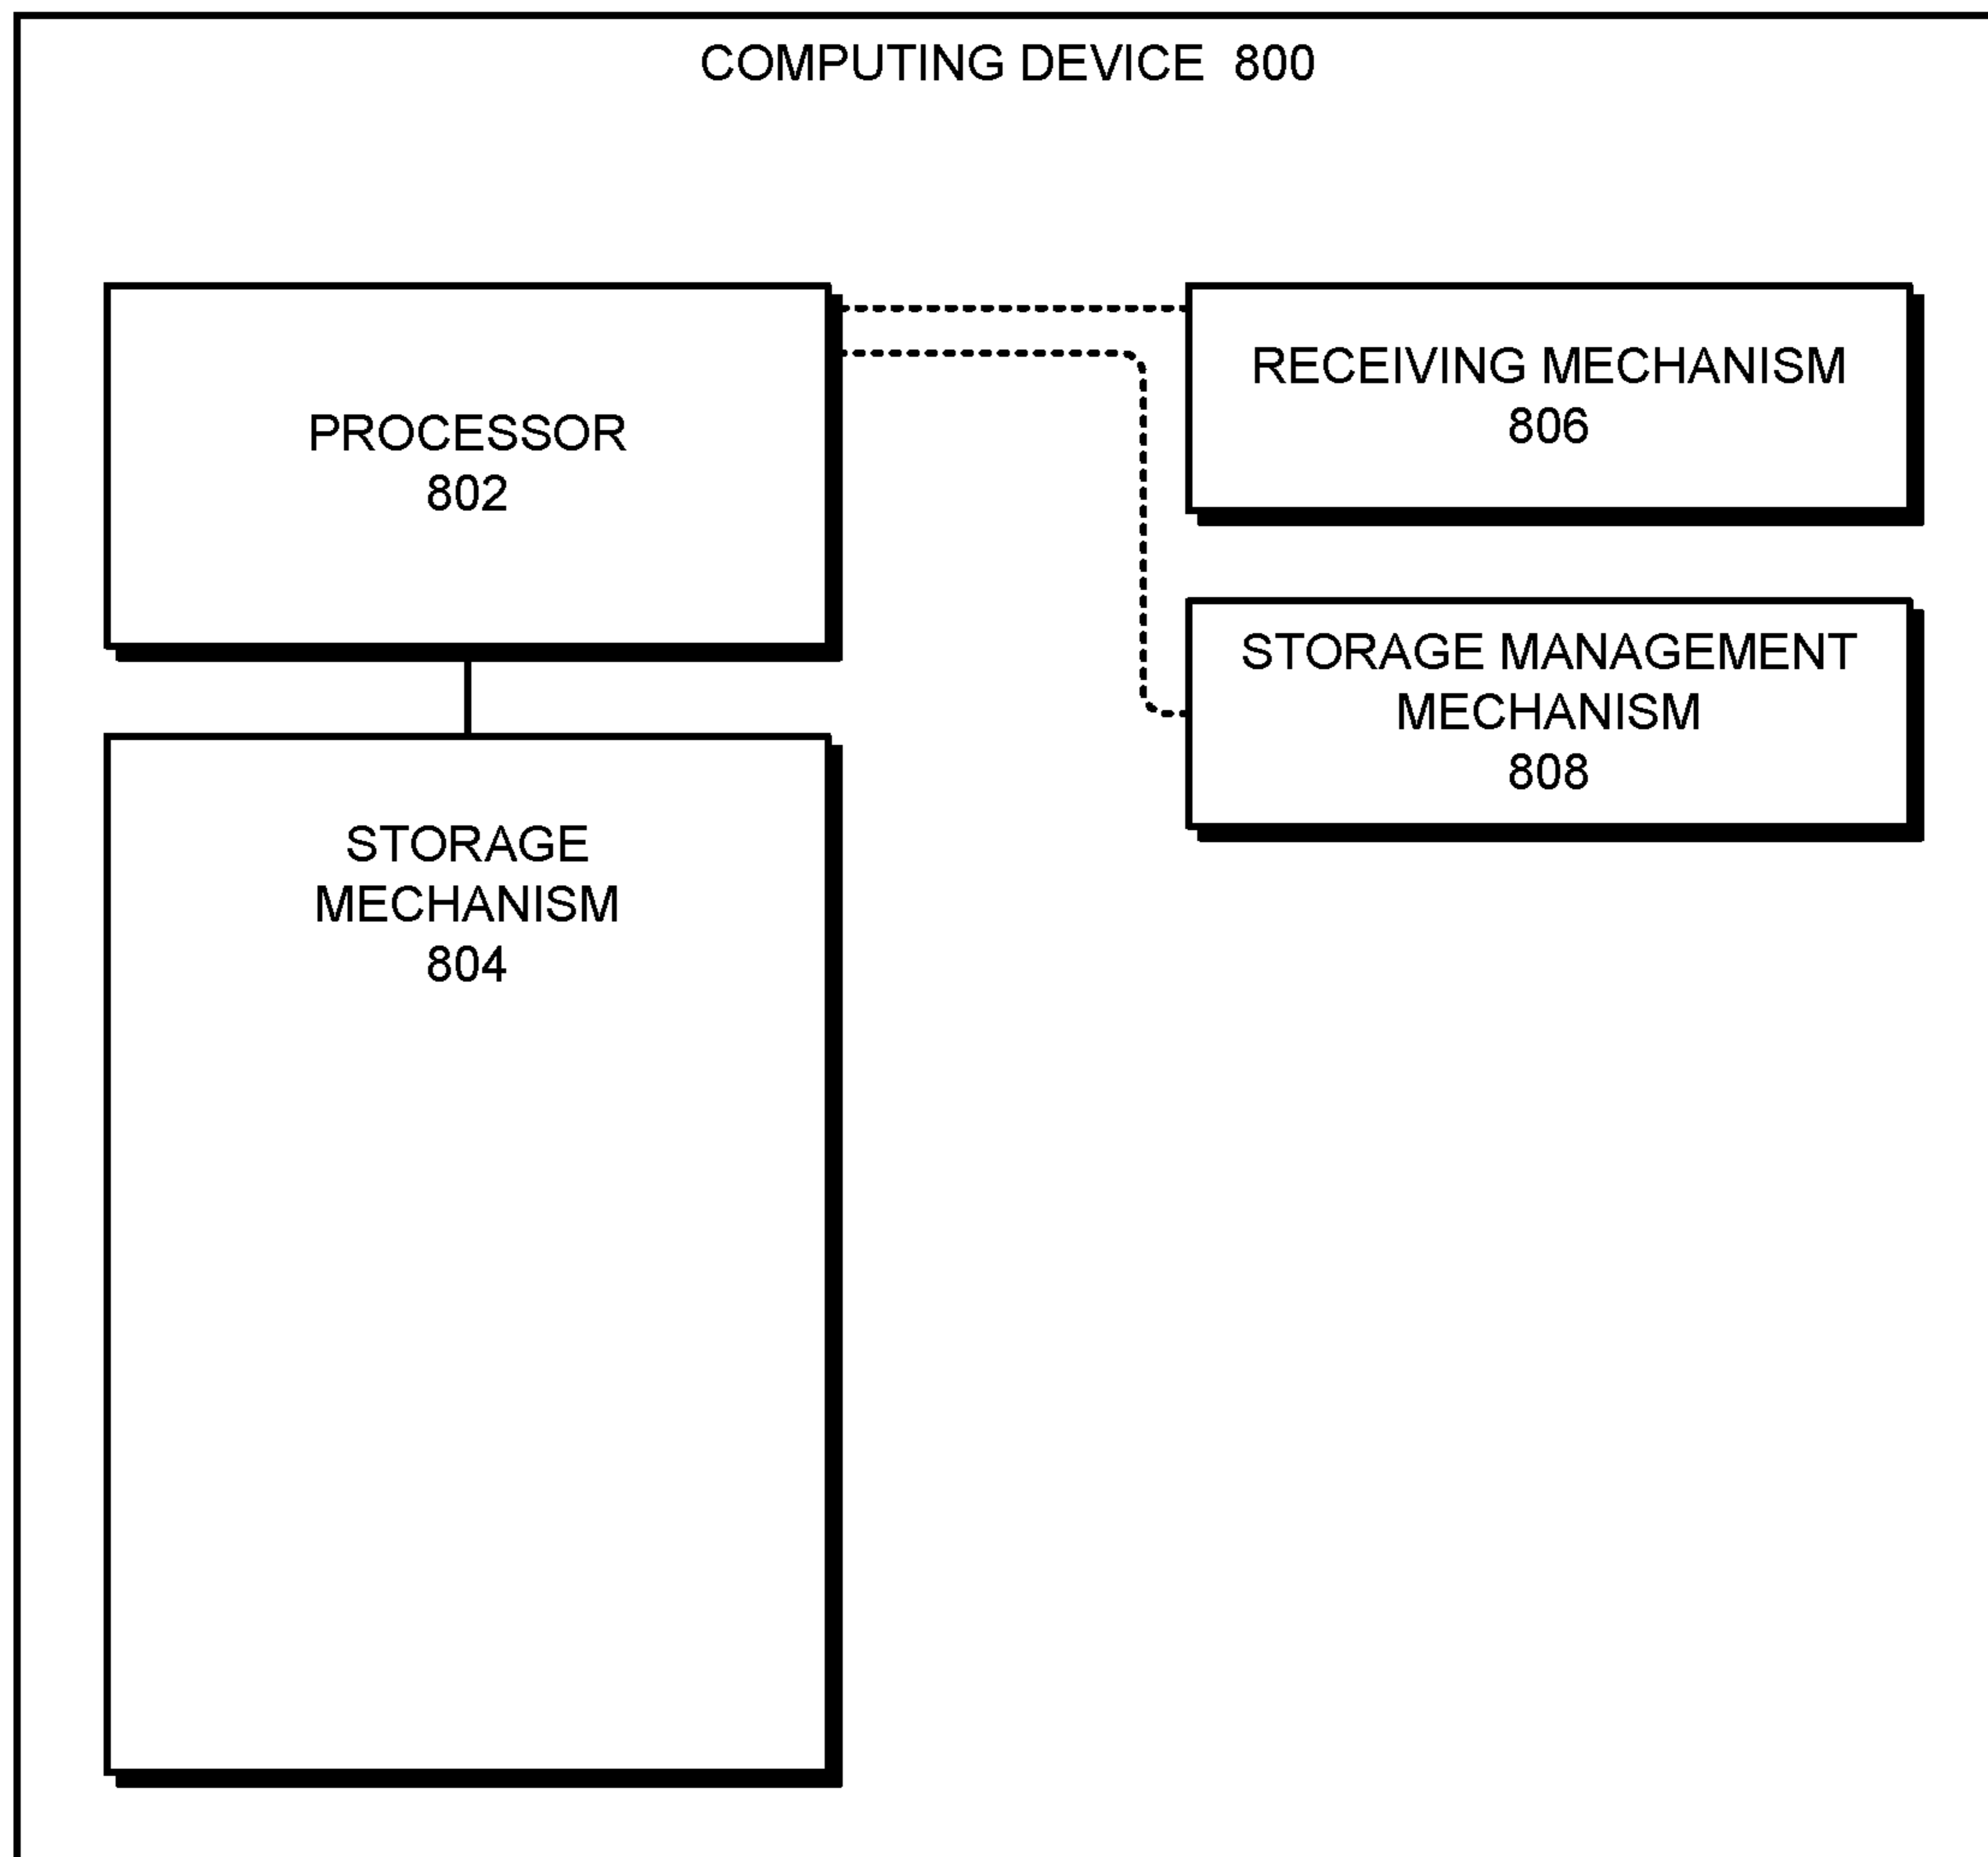 COMPUTING DEVICE 800
PROCESSOR
802
RECEIVING MECHANISM
806
STORAGE MANAGEMENT
MECHANISM
808
STORAGE
MECHANISM
804